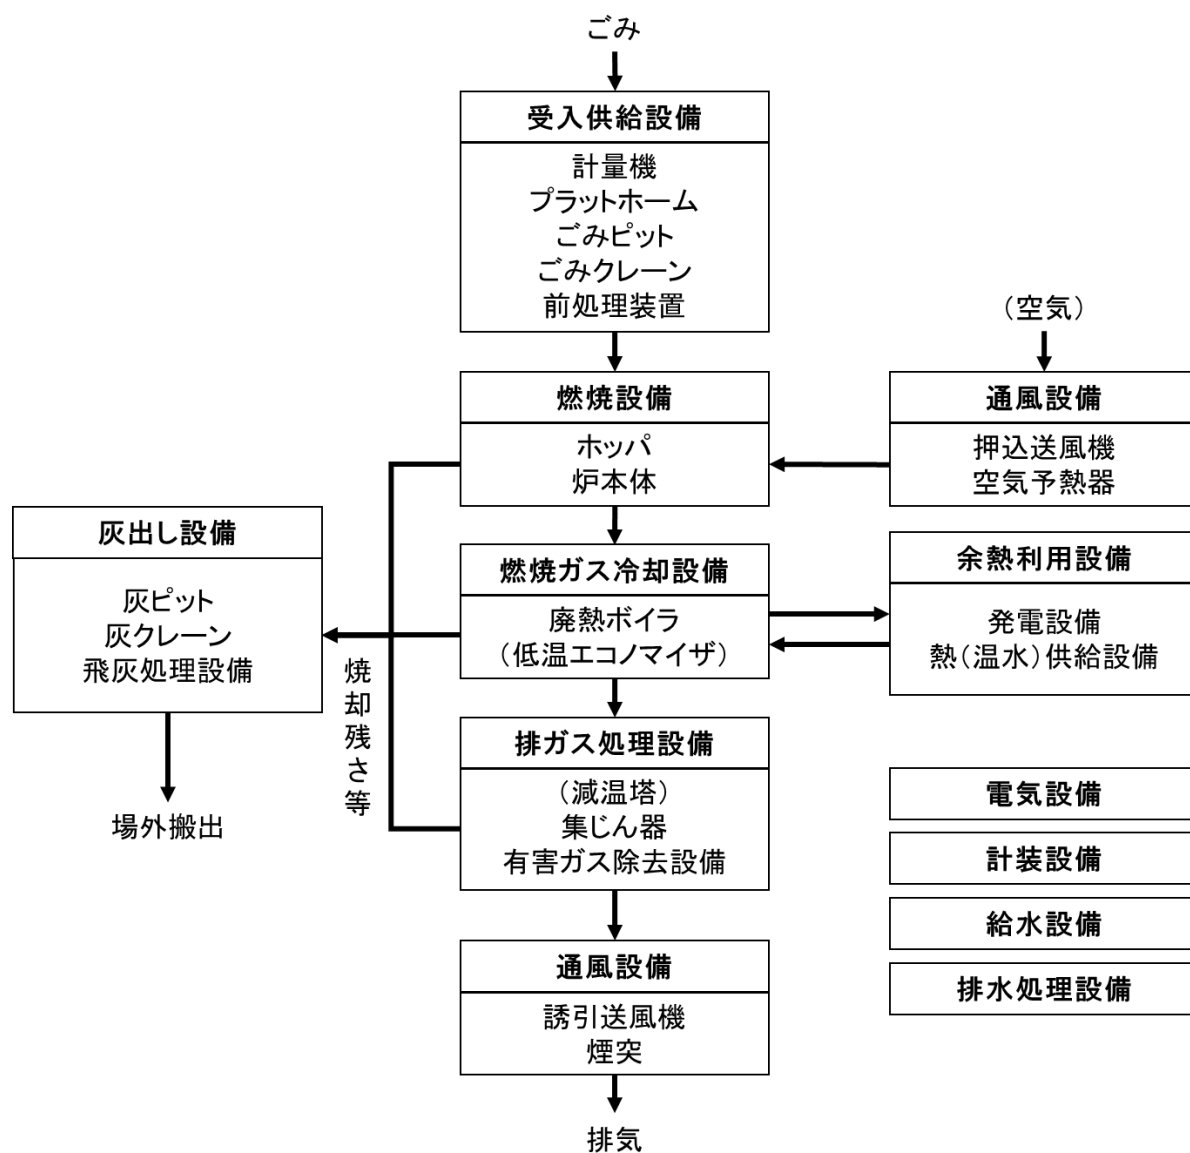 ごみ
受入供給設備
計量機
プラットホーム
ごみピット
ごみクレーン
前処理装置
（空気）
燃焼設備
ホッパ
炉本体
通風設備
押込送風機
空気予熱器
灰出し設備
灰ピット
灰クレーン
飛灰処理設備
燃焼ガス冷却設備
廃熱ボイラ
（低温エコノマイザ）
余熱利用設備
発電設備
熱（温水）供給設備
焼却残さ等
場外搬出
排ガス処理設備
（減温塔）
集じん器
有害ガス除去設備
電気設備
計装設備
給水設備
排水処理設備
通風設備
誘引送風機
煙突
排気